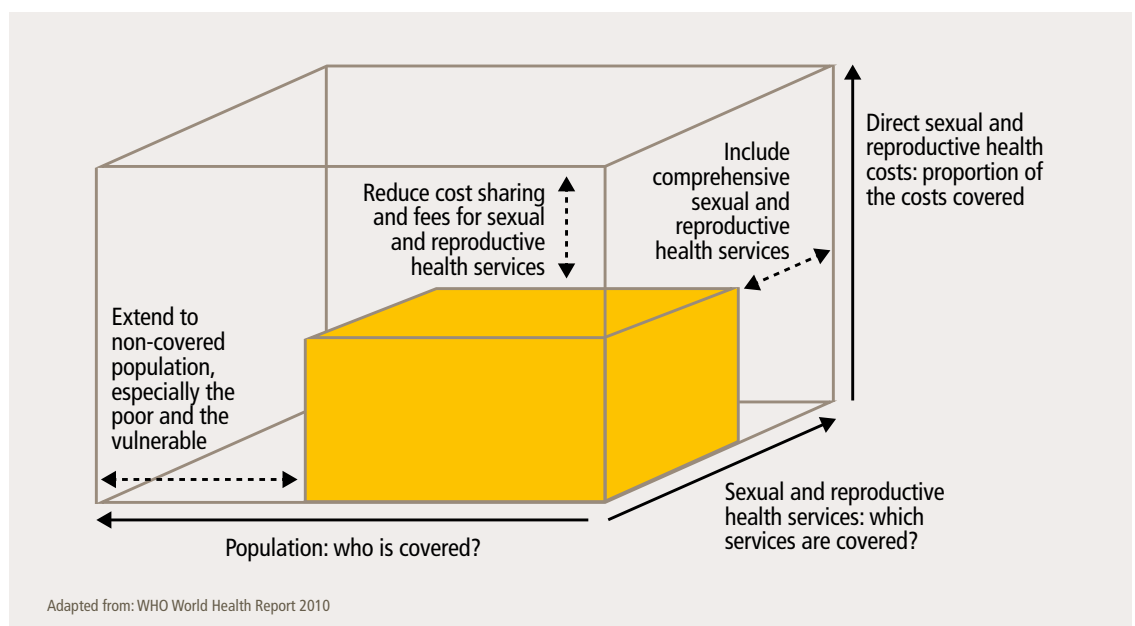 Direct sexual and
reproductive health
costs: proportion of
the costs covered
Include
comprehensive
sexual and
reproductive
health services
Reduce cost sharing
and fees for sexual
and reproductive
health services
Extend to
non-covered
population,
especially the
poor and the
vulnerable
Sexual and reproductive
health services: which
services are covered?
Population: who is covered?
Adapted from: WHO World Health Report 2010